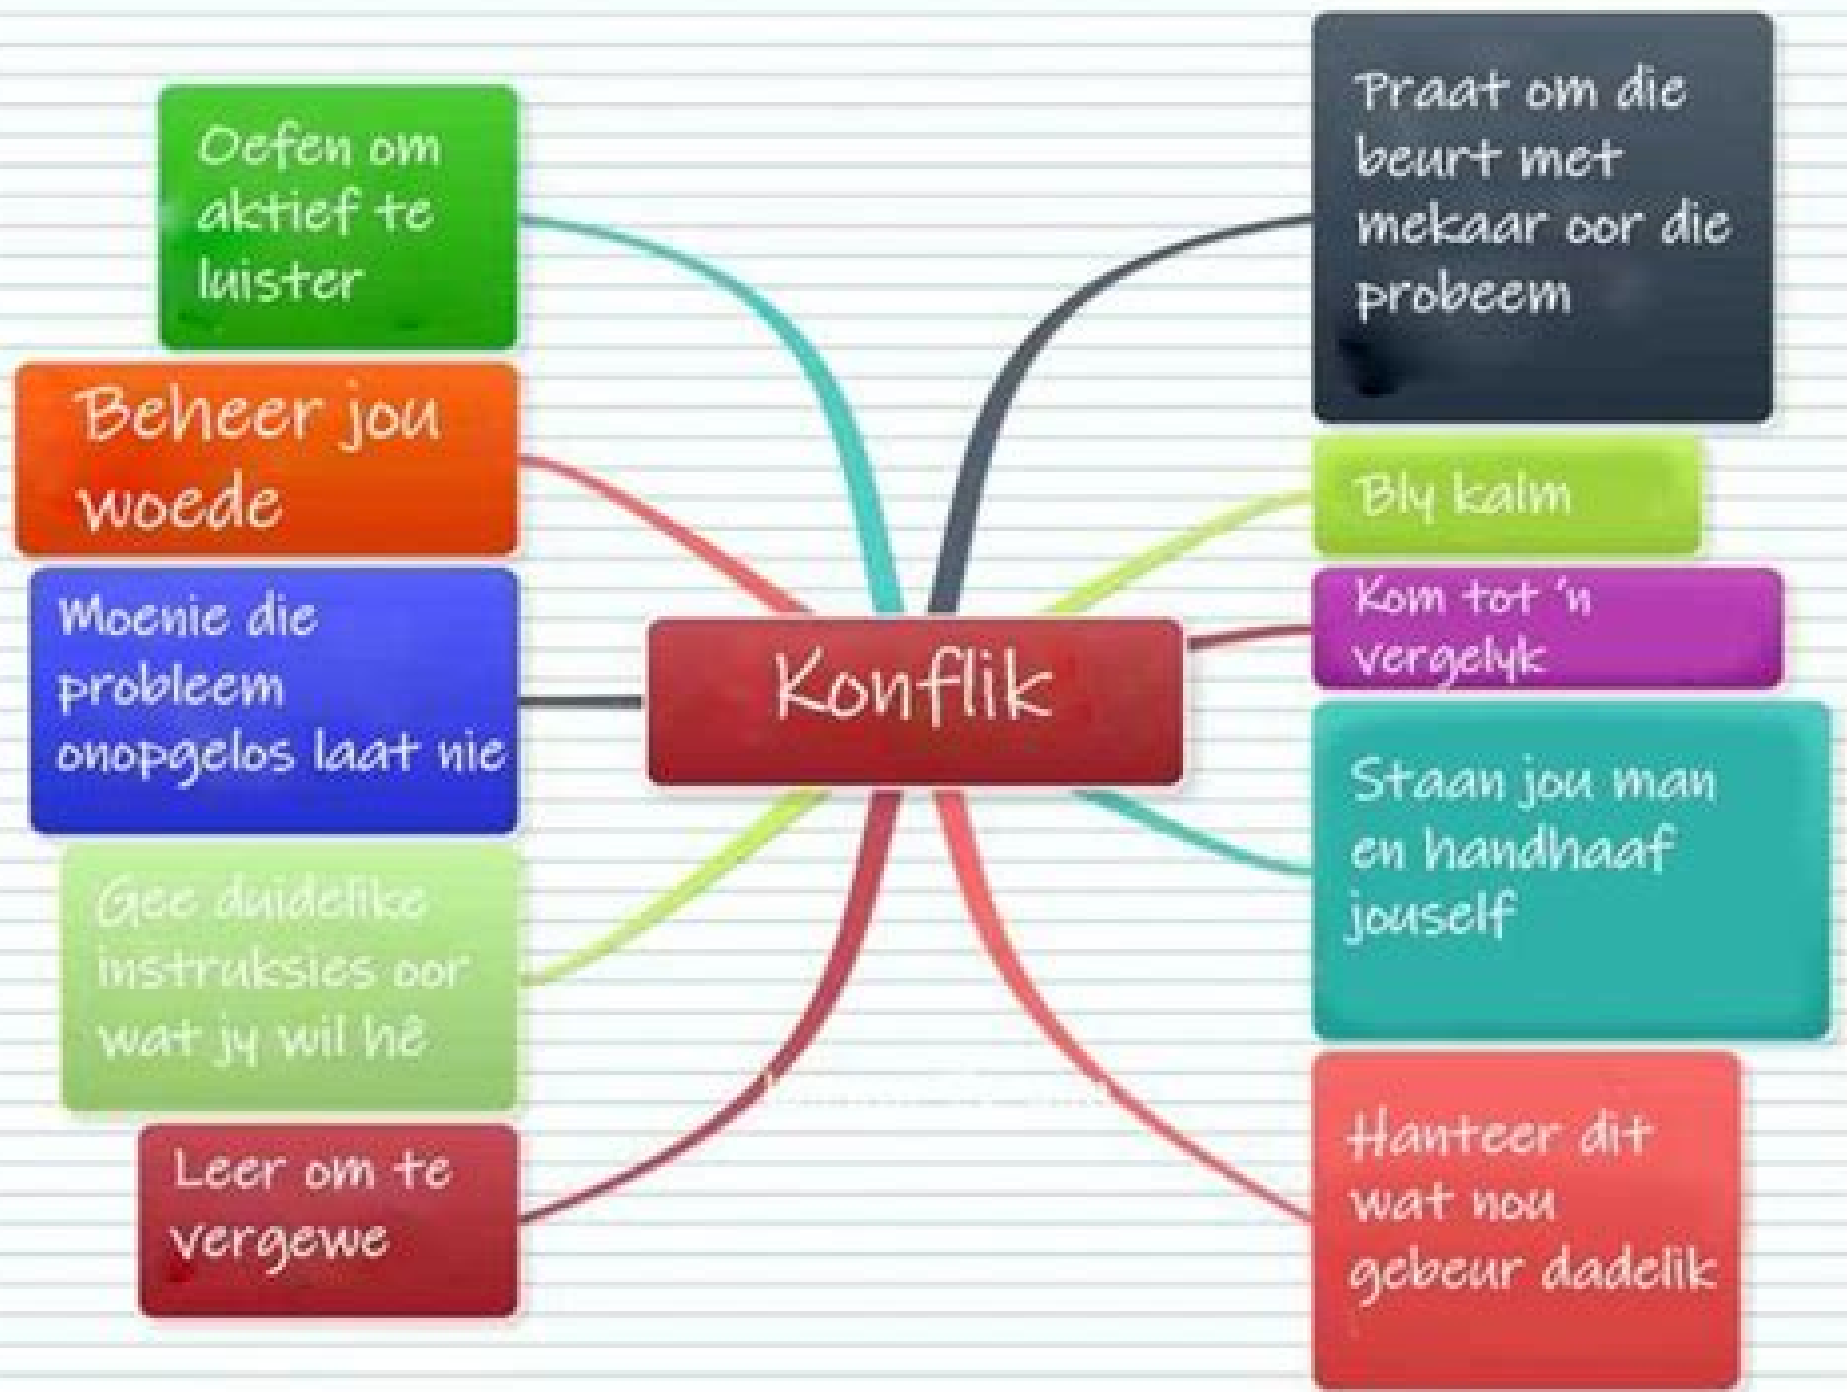 Oefen om
aktief te
luister
Beheer jou
woede
Moenie die
probleem
onopgelos laat nie
Gee duidelike
instruksies oor
wat jy wil hê
Leer om te
vergewe
Konflik
Praat om die
beurt met
mekaar oor die
probeem
Bly kalm
Kom tot 'n
vergelyk
Staan jou man
en handhaaf
jouself
Hanteer dit
wat nou
gebeur dadelik